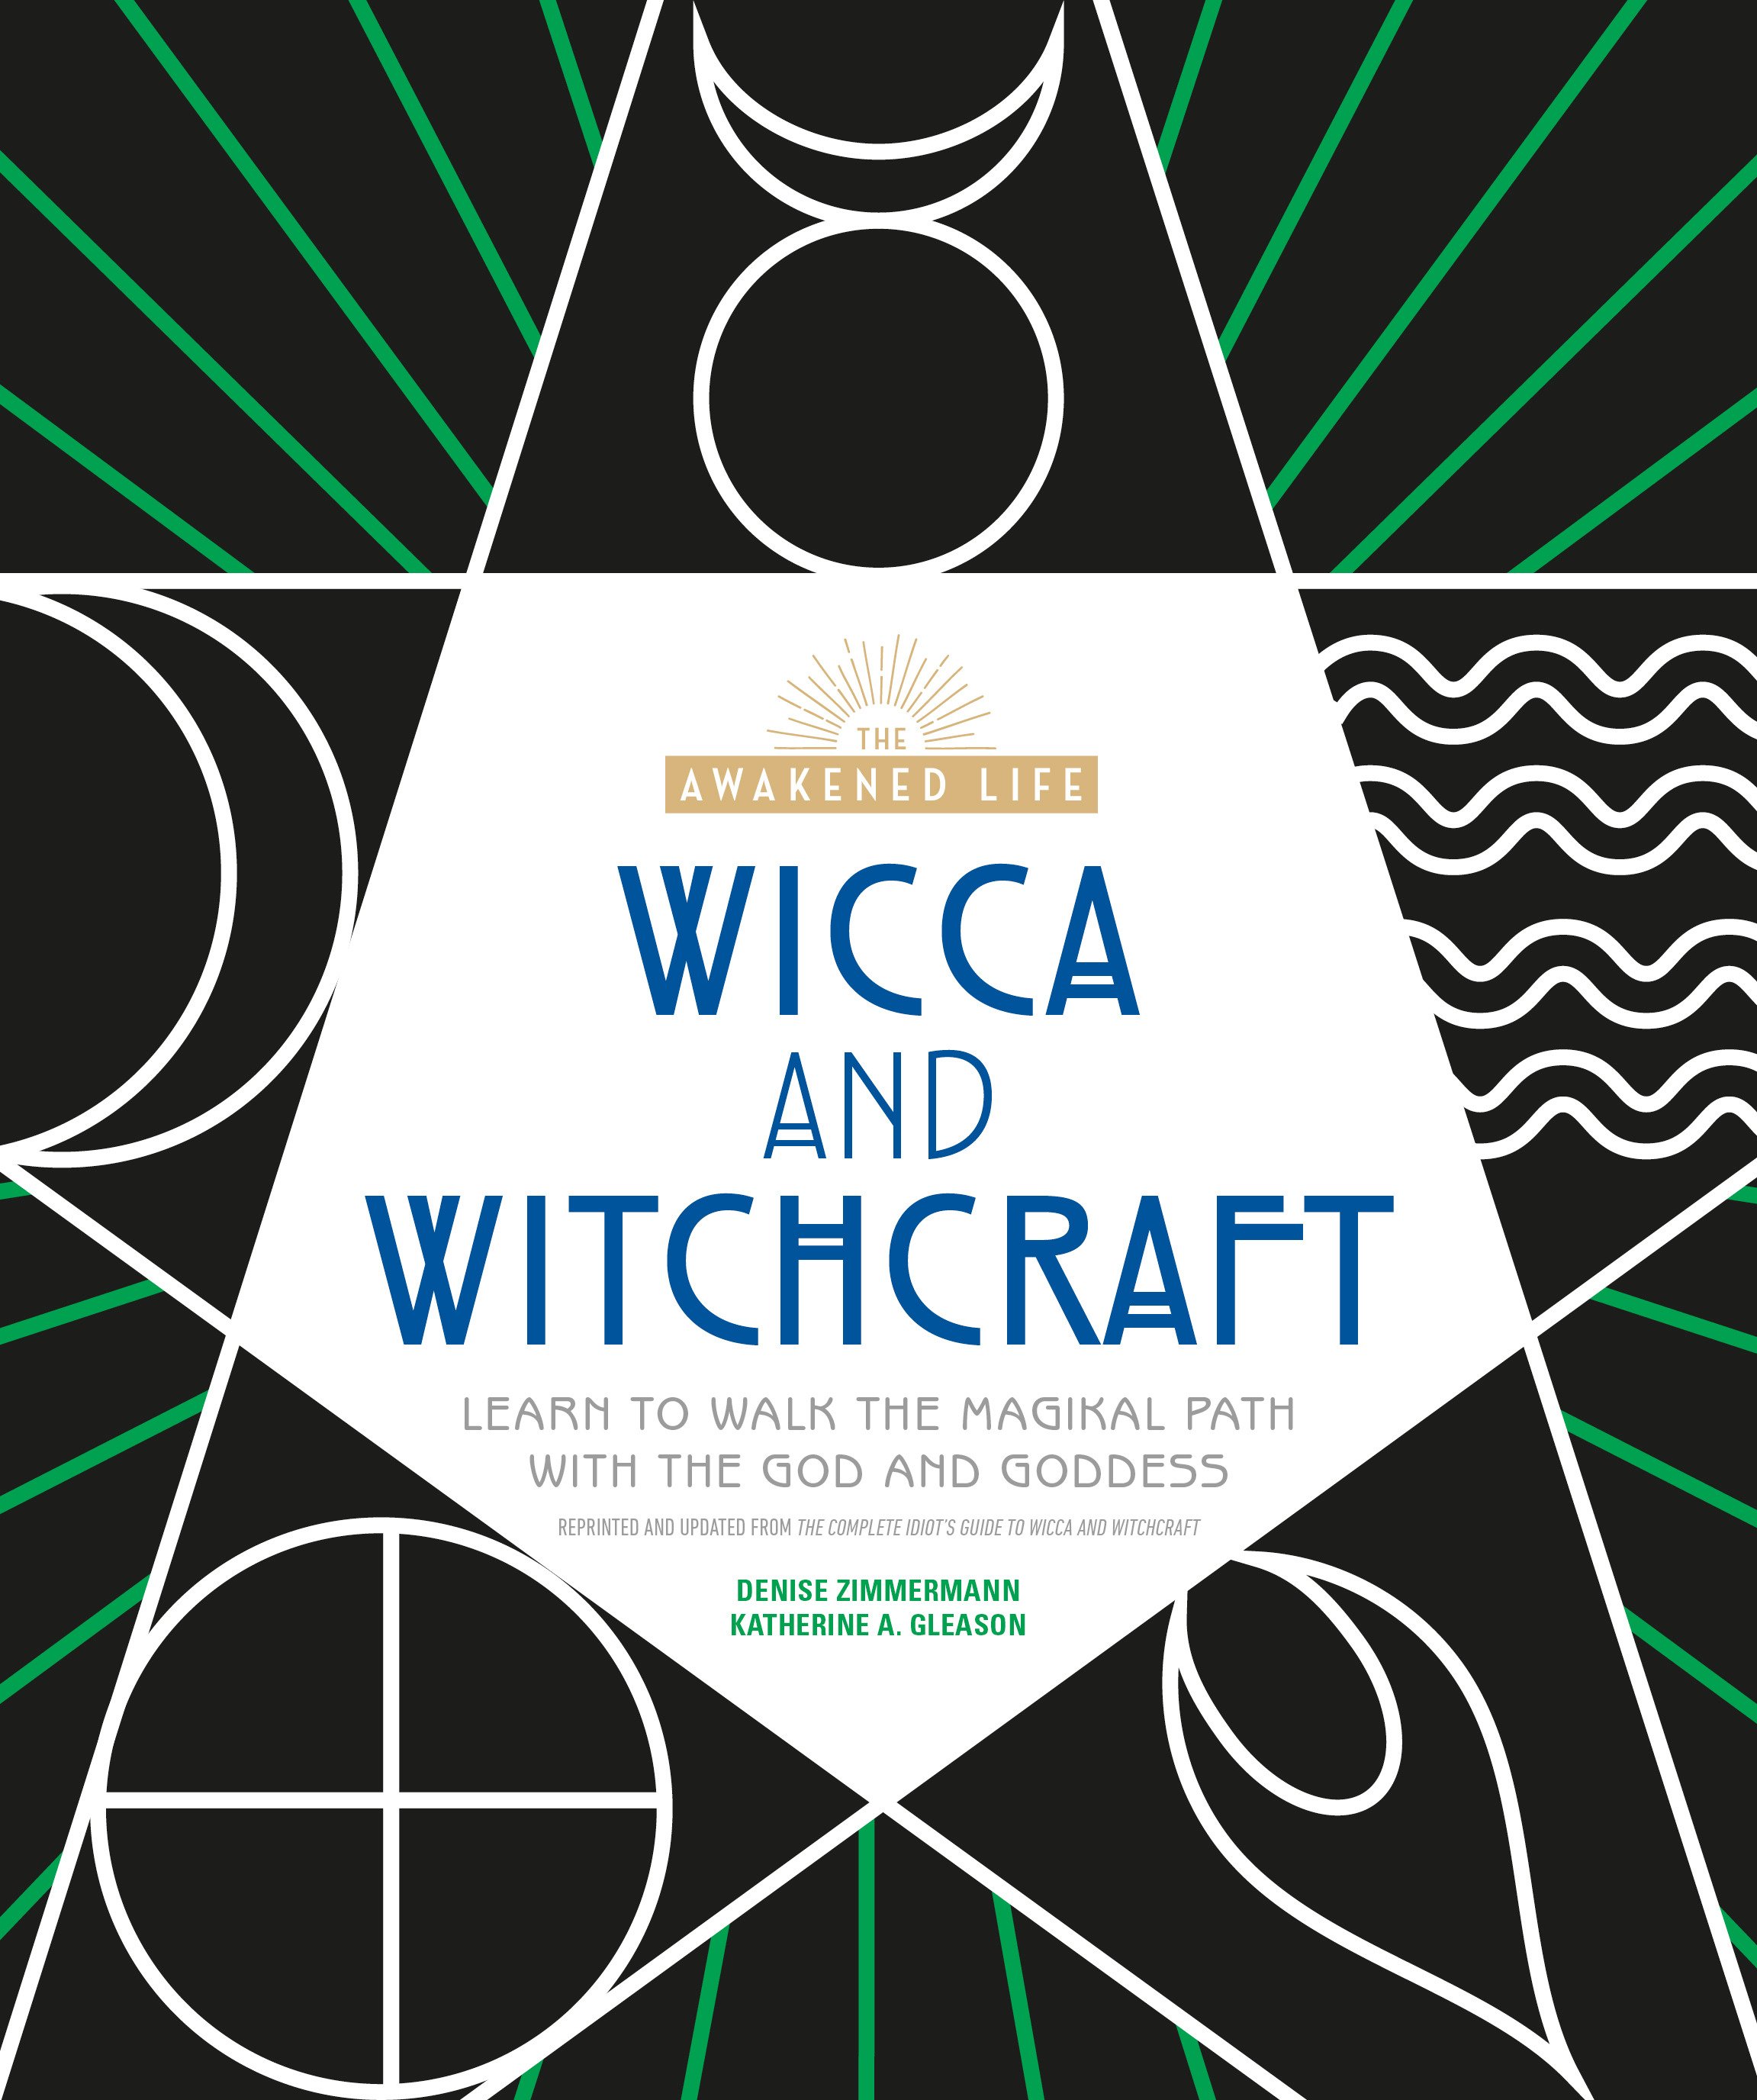 THE
AWAKENED LIFE
WICCA
AND
WITCHCRAFT
LEARN TO WALK THE MAGIKAL PATH
WITH THE GOD AND GODDESS
REPRINTED AND UPDATED FROM THE COMPLETE IDIOT'S GUIDE TO WICCA AND WITCHCRAFT
DENISE ZIMMERMANN
KATHERINE A. GLEASON